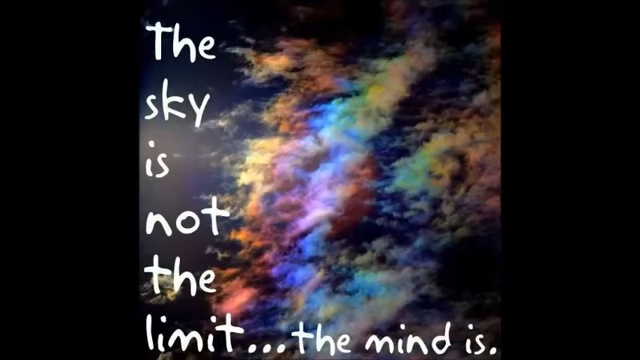 The
sky
is
not
the
limit...the mind is.